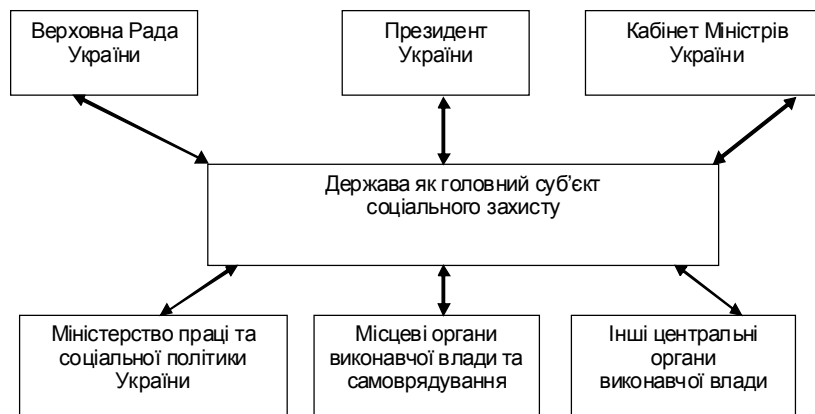 Верховна Рада
України
Президент
України
Кабінет Міністрів
України
Держава як головний суб’єкт
соціального захисту
Міністерство праці та
соціальної політики
України
Місцеві органи
виконавчої влади та
самоврядування
Інші центральні
органи
виконавчої влади